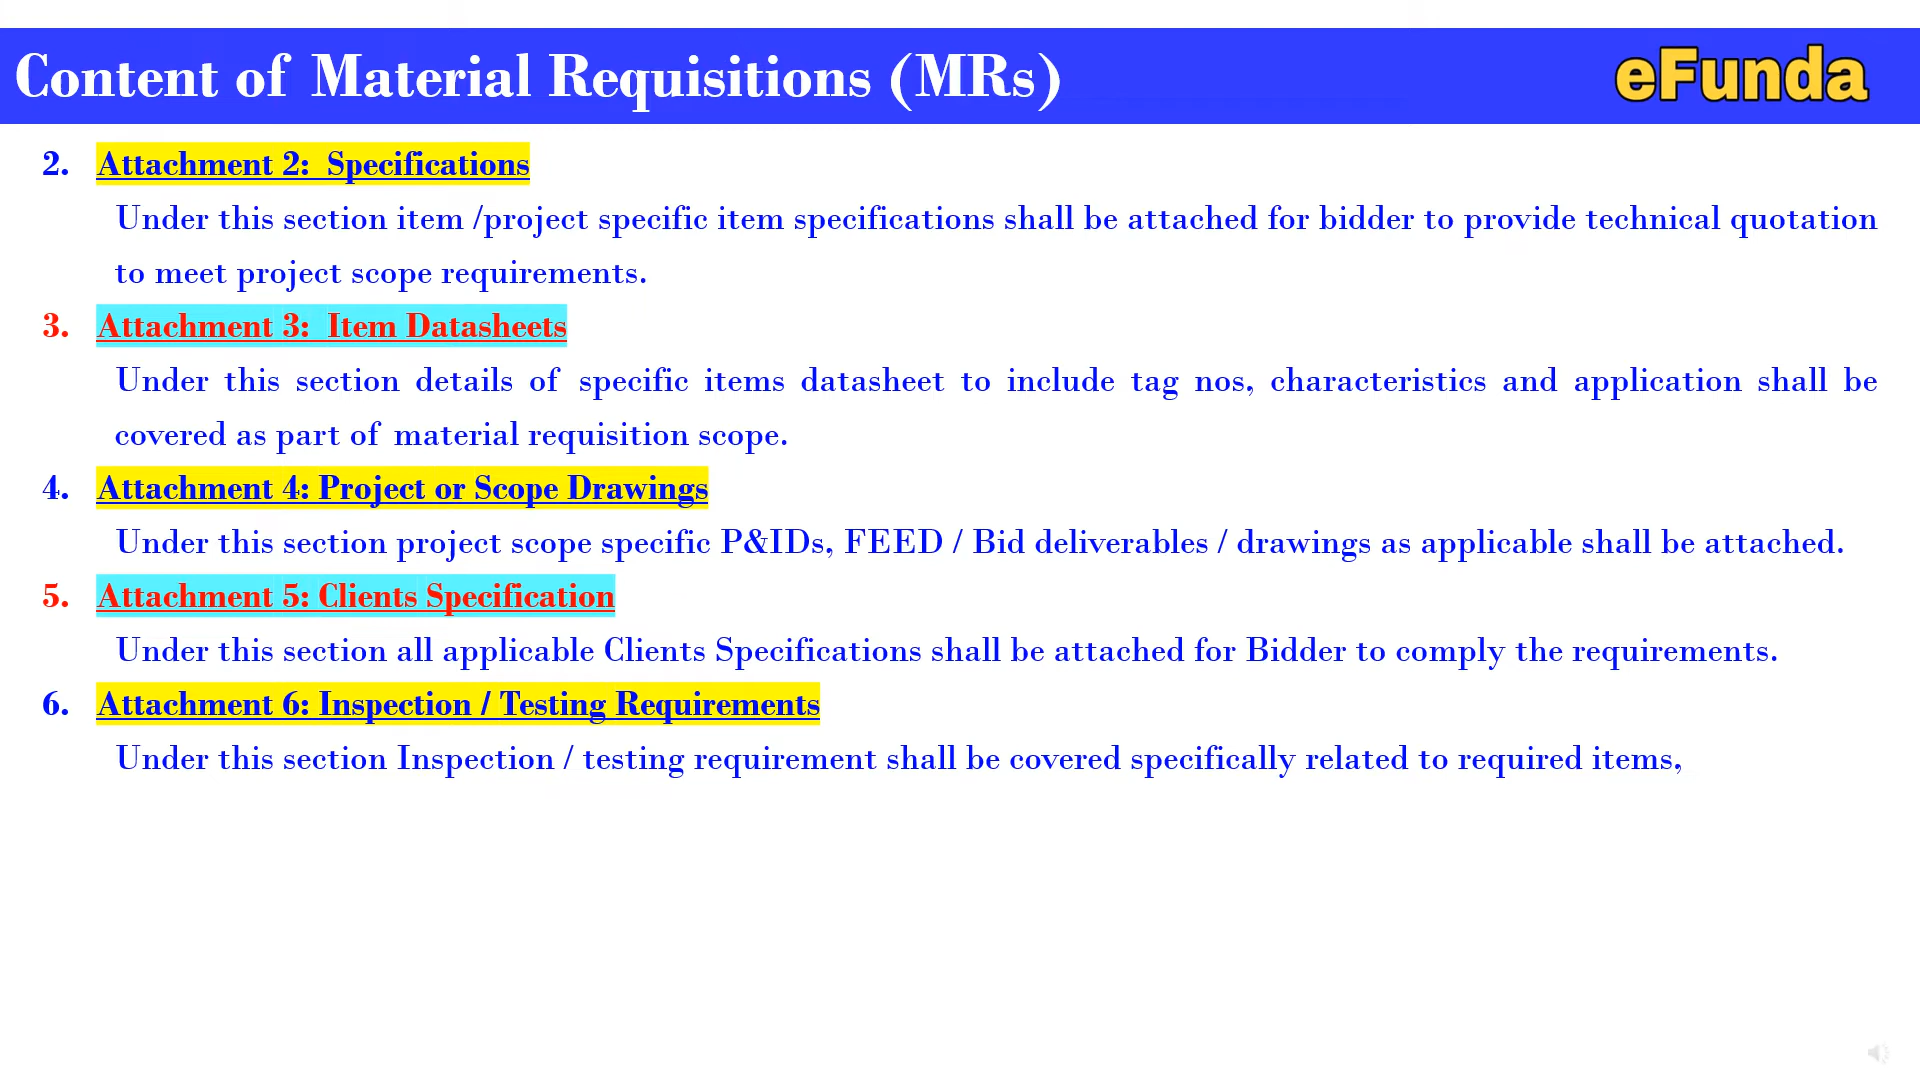 Content of Material Requisitions (MRs)
eFunda
2. Attachment 2: Specifications
Under this section item /project specific item specifications shall be attached for bidder to provide technical quotation
to meet project scope requirements.
3. Attachment 3: Item Datasheets
Under this section details of specific items datasheet to include tag nos, characteristics and application shall be
covered as part of material requisition scope.
4. Attachment 4: Project or Scope Drawings
Under this section project scope specific P&IDs, FEED / Bid deliverables / drawings as applicable shall be attached.
5. Attachment 5: Clients Specification
Under this section all applicable Clients Specifications shall be attached for Bidder to comply the requirements.
6. Attachment 6: Inspection / Testing Requirements
Under this section Inspection / testing requirement shall be covered specifically related to required items,